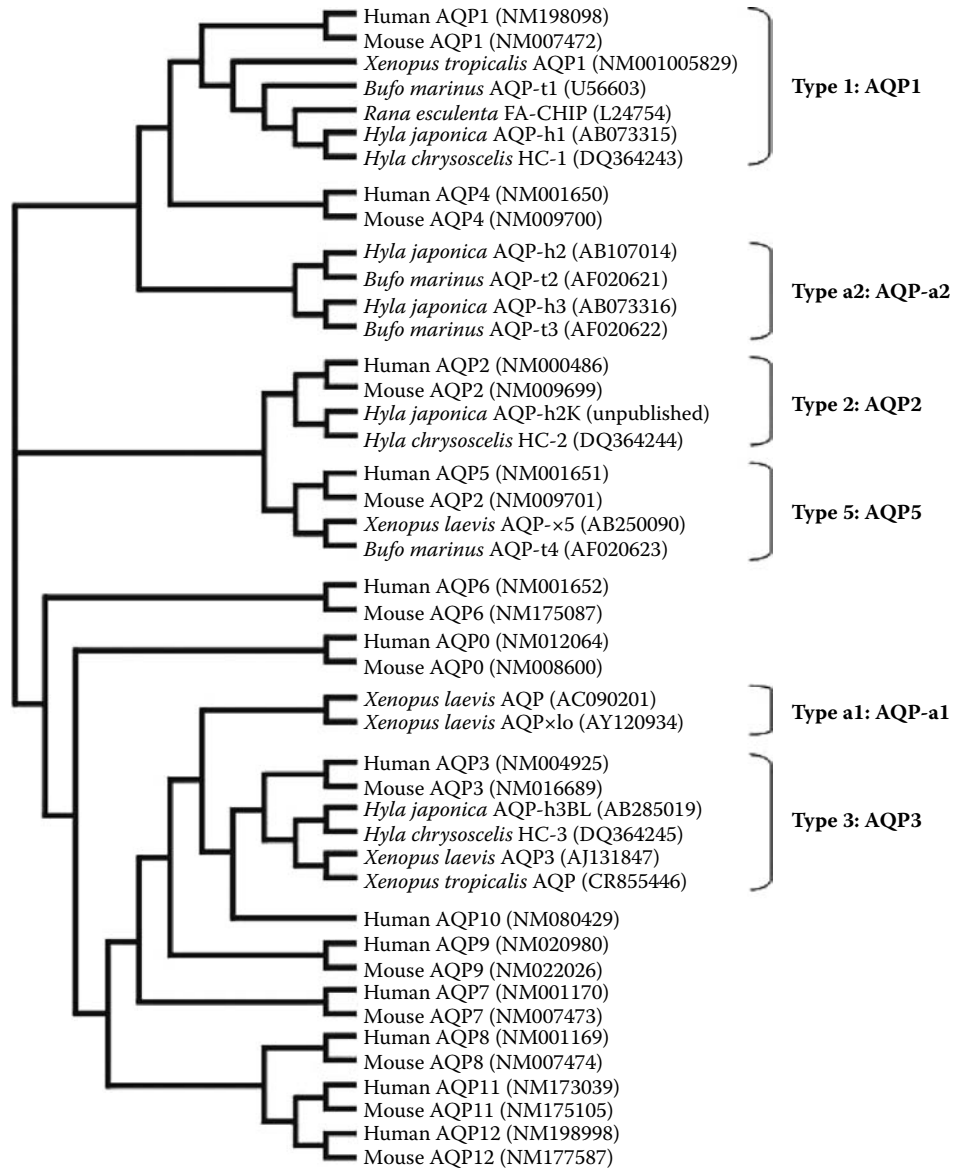 Human AQP1 (NM198098)
Mouse AQP1 (NM007472)
Xenopus tropicalis AQP1 (NM001005829)
Bufo marinus AQP-t1 (U56603)
Rana esculenta FA-CHIP (L24754)
Hyla japonica AQP-h1 (AB073315)
Hyla chrysoscelis HC-1 (DQ364243)
Type 1: AQP1
Human AQP4 (NM001650)
Mouse AQP4 (NM009700)
Hyla japonica AQP-h2 (AB107014)
Bufo marinus AQP-t2 (AF020621)
Hyla japonica AQP-h3 (AB073316)
Bufo marinus AQP-t3 (AF020622)
Type a2: AQP-a2
Human AQP2 (NM000486)
Mouse AQP2 (NM009699)
Hyla japonica AQP-h2K (unpublished)
Hyla chrysoscelis HC-2 (DQ364244)
Type 2: AQP2
Human AQP5 (NM001651)
Mouse AQP2 (NM009701)
Xenopus laevis AQP-×5 (AB250090)
Bufo marinus AQP-t4 (AF020623)
Type 5: AQP5
Human AQP6 (NM001652)
Mouse AQP6 (NM175087)
Human AQP0 (NM012064)
Mouse AQP0 (NM008600)
Xenopus laevis AQP (AC090201)
Xenopus laevis AQP×lo (AY120934)
Type a1: AQP-a1
Human AQP3 (NM004925)
Mouse AQP3 (NM016689)
Hyla japonica AQP-h3BL (AB285019)
Hyla chrysoscelis HC-3 (DQ364245)
Xenopus laevis AQP3 (AJ131847)
Xenopus tropicalis AQP (CR855446)
Type 3: AQP3
Human AQP10 (NM080429)
Human AQP9 (NM020980)
Mouse AQP9 (NM022026)
Human AQP7 (NM001170)
Mouse AQP7 (NM007473)
Human AQP8 (NM001169)
Mouse AQP8 (NM007474)
Human AQP11 (NM173039)
Mouse AQP11 (NM175105)
Human AQP12 (NM198998)
Mouse AQP12 (NM177587)